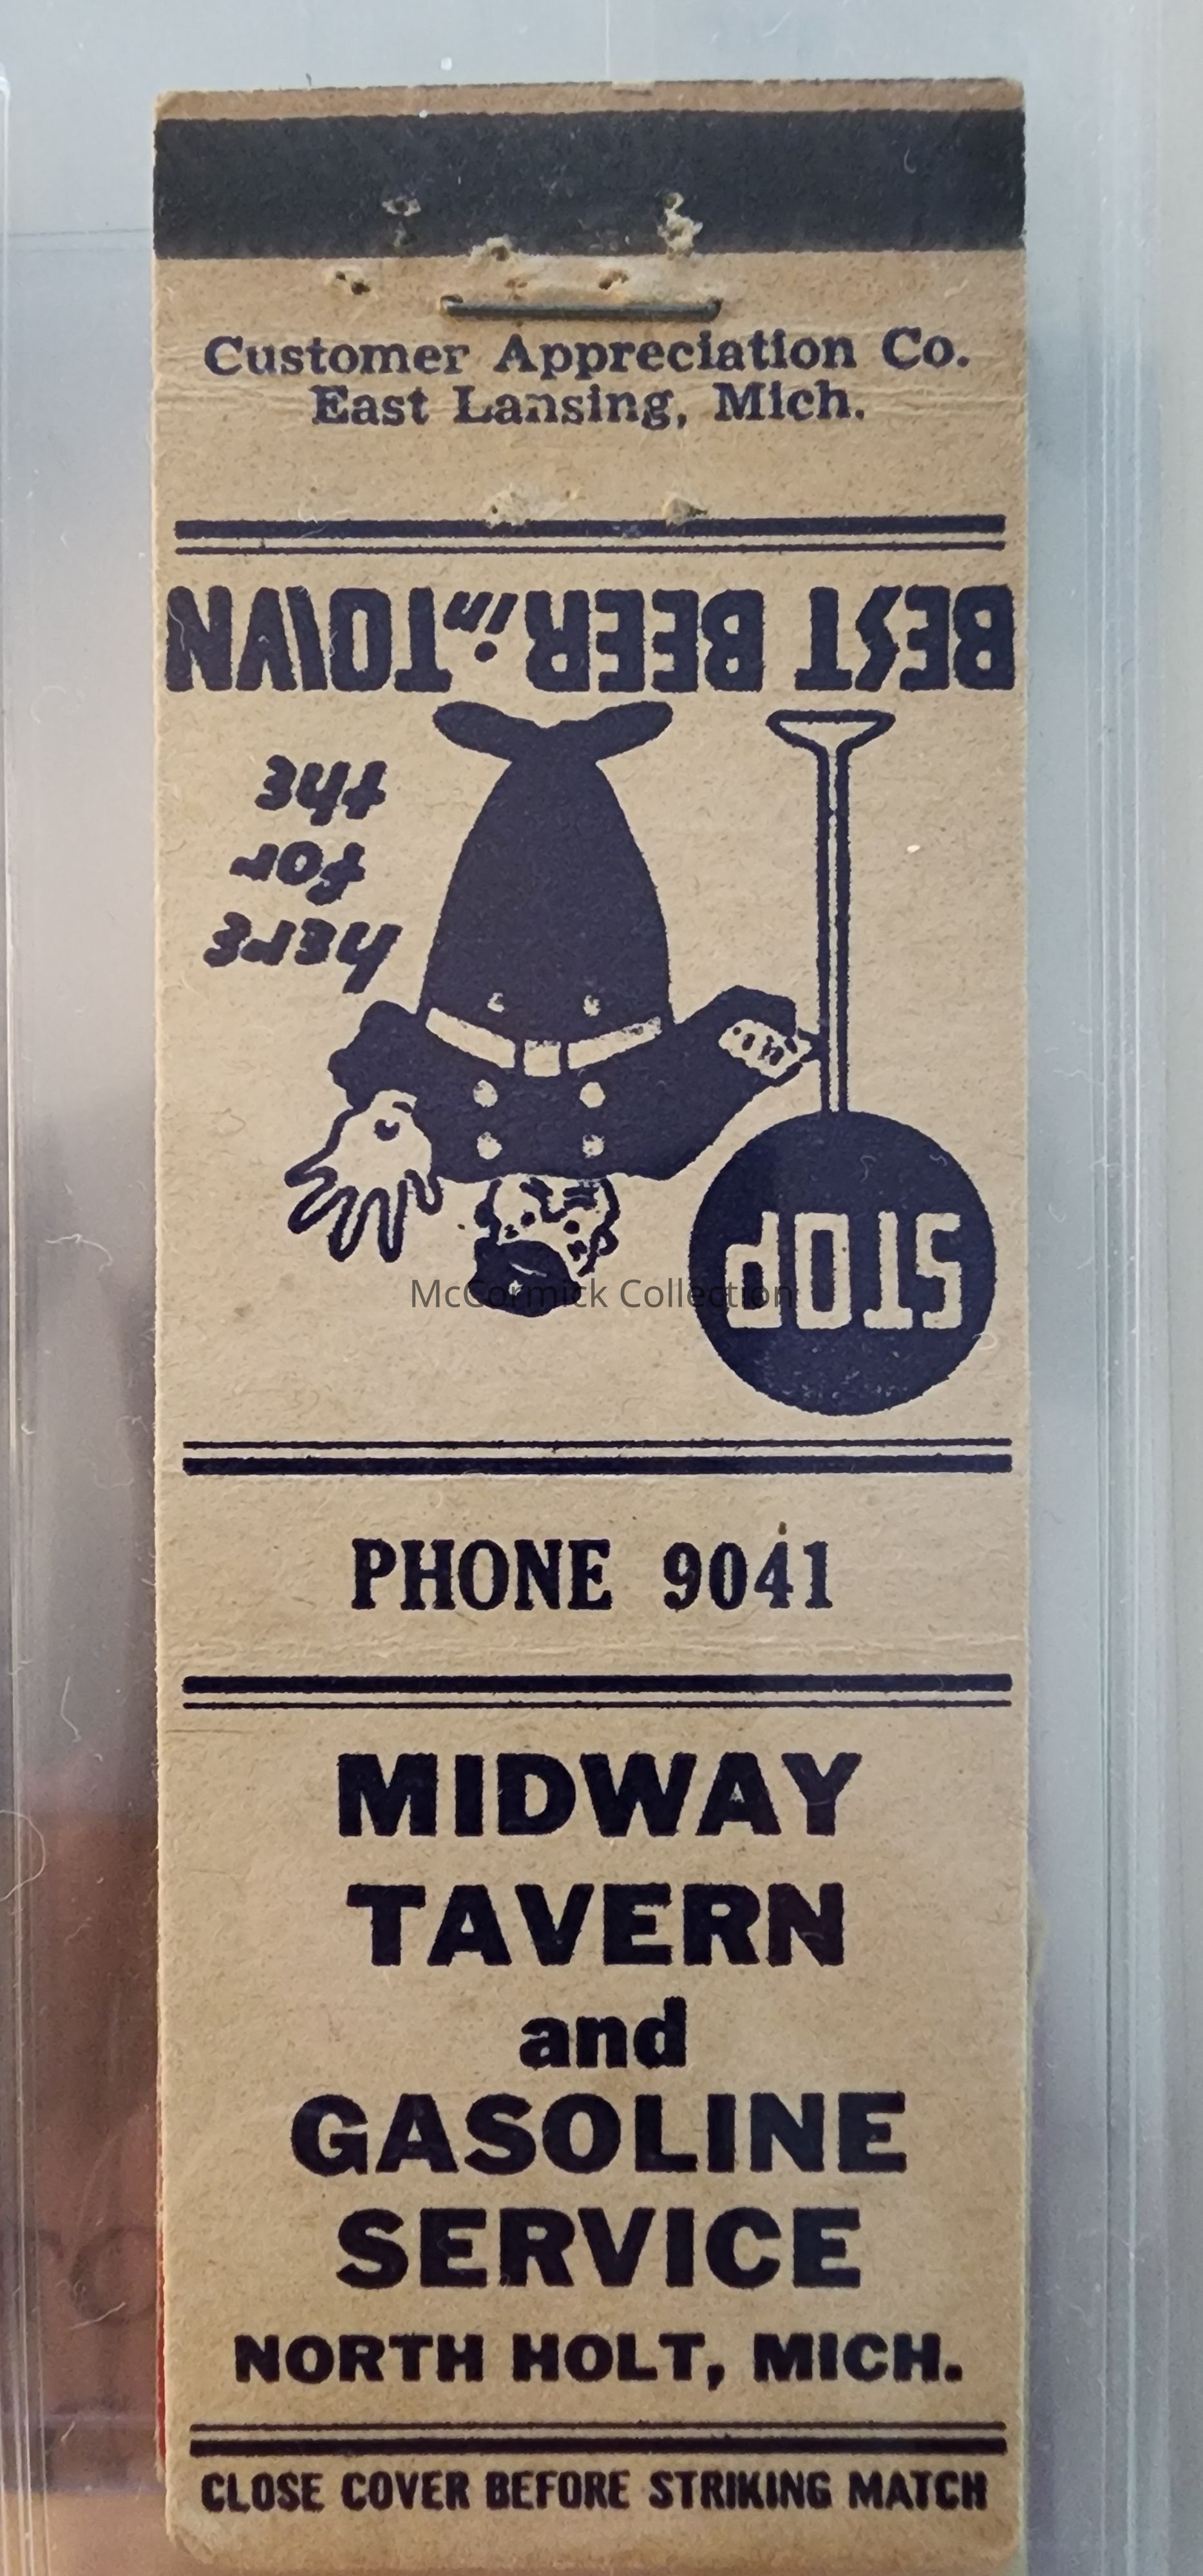 Customer Appreciation Co.
East Lansing, Mich.
STOP
here
for
the
BEST BEER in TOWN
McCormick Collection
PHONE 9041
MIDWAY
TAVERN
and
GASOLINE
SERVICE
NORTH HOLT, MICH.
CLOSE COVER BEFORE STRIKING MATCH